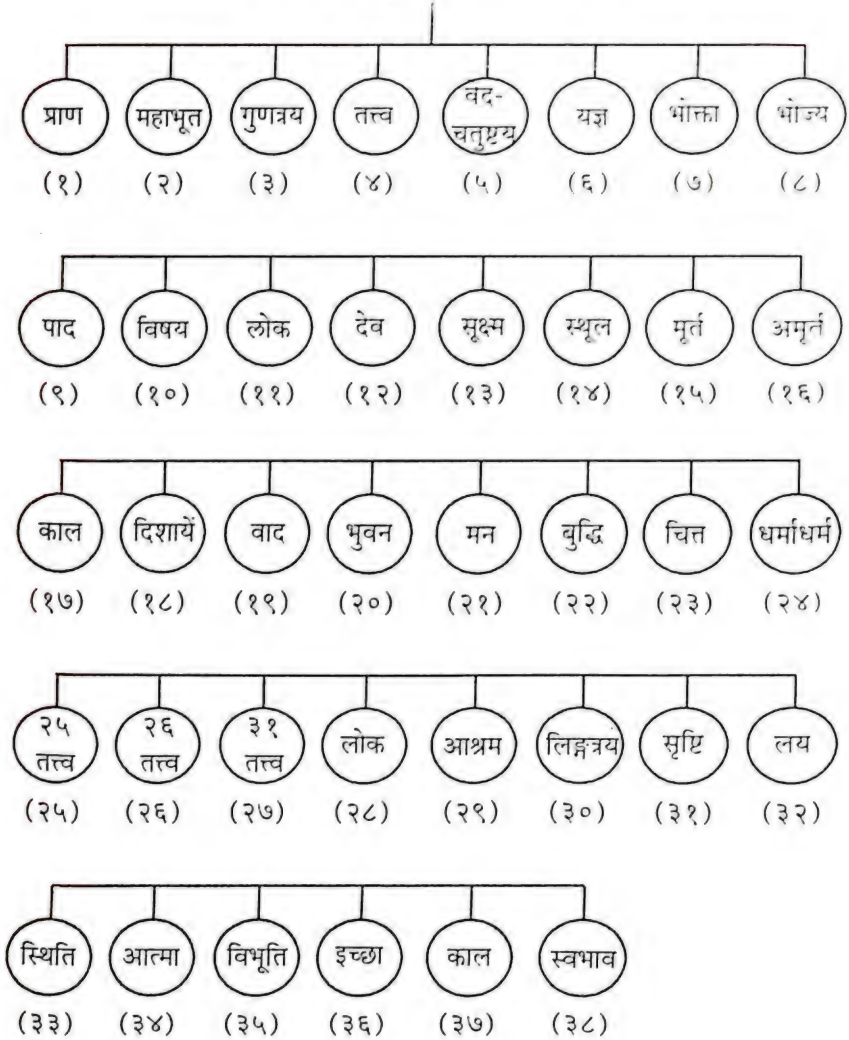 प्राण महाभूत गुणत्रय तत्त्व वेद-चतुष्टय यज्ञ भोक्ता भोज्य
(१) (२) (३) (४) (५) (६) (७) (८)
पाद विषय लोक देव सूक्ष्म स्थूल मूर्त अमूर्त
(९) (१०) (११) (१२) (१३) (१४) (१५) (१६)
काल दिशायें वाद भुवन मन बुद्धि चित्त धर्माधर्म
(१७) (१८) (१९) (२०) (२१) (२२) (२३) (२४)
२५ तत्त्व २६ तत्त्व ३१ तत्त्व लोक आश्रम लिङ्गत्रय सृष्टि लय
(२५) (२६) (२७) (२८) (२९) (३०) (३१) (३२)
स्थिति आत्मा विभूति इच्छा काल स्वभाव
(३३) (३४) (३५) (३६) (३७) (३८)